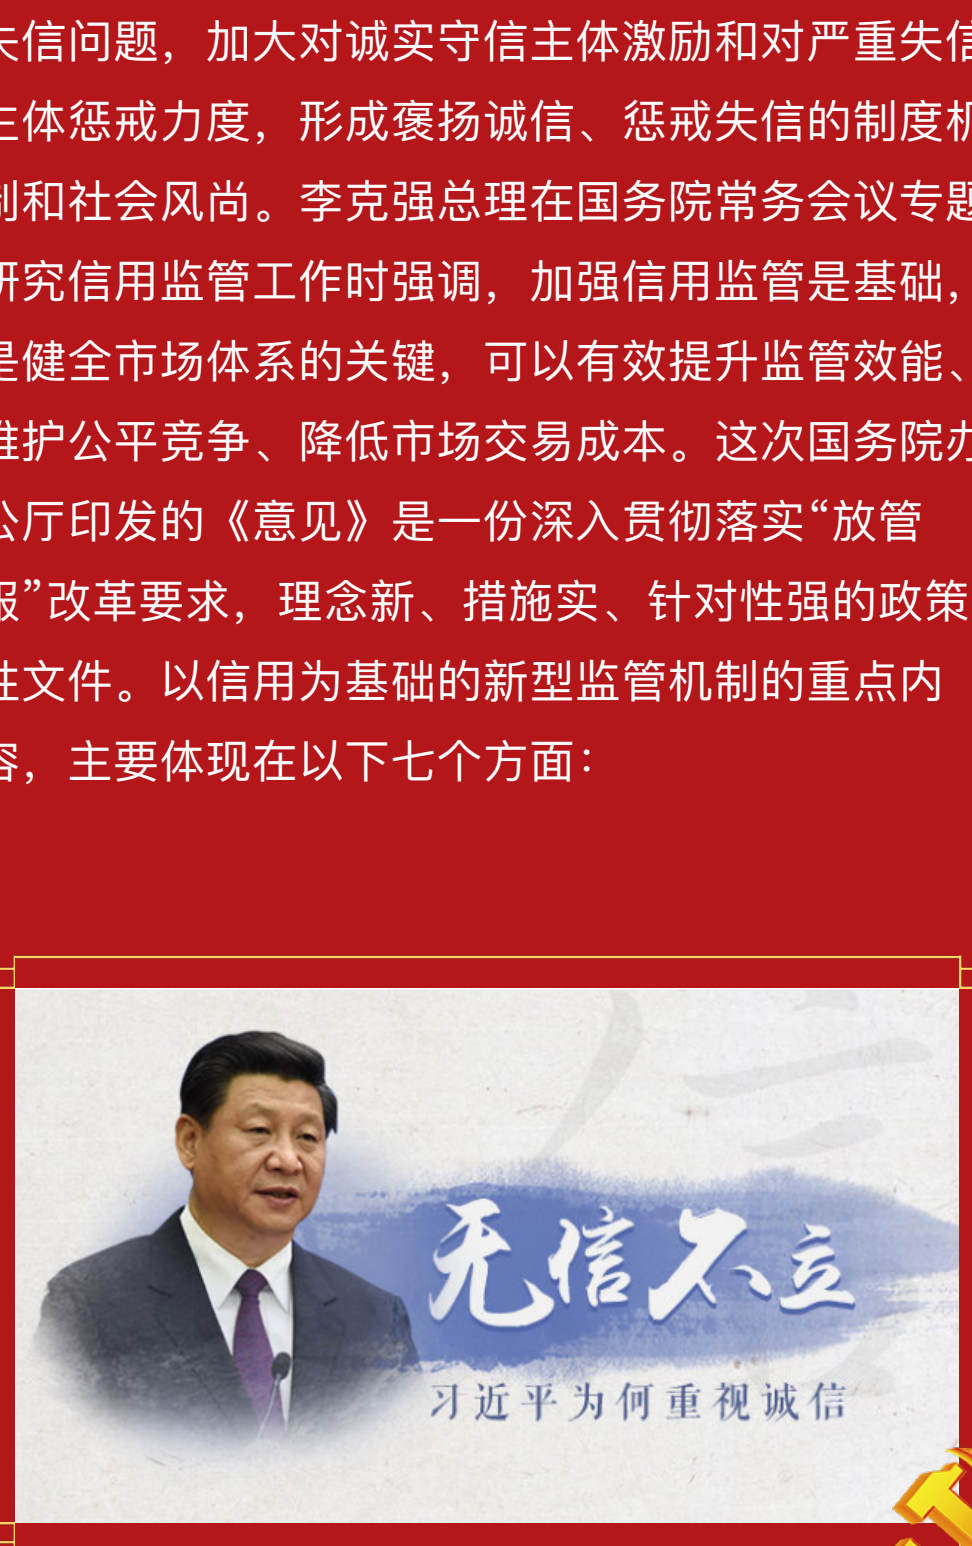 失信问题，加大对诚实守信主体激励和对严重失信
主体惩戒力度，形成褒扬诚信、惩戒失信的制度机
制和社会风尚。李克强总理在国务院常务会议专题
研究信用监管工作时强调，加强信用监管是基础，
是健全市场体系的关键，可以有效提升监管效能、
维护公平竞争、降低市场交易成本。这次国务院办
公厅印发的《意见》是一份深入贯彻落实“放管
服”改革要求，理念新、措施实、针对性强的政策
性文件。以信用为基础的新型监管机制的重点内
容，主要体现在以下七个方面：
无信不立
习近平为何重视诚信